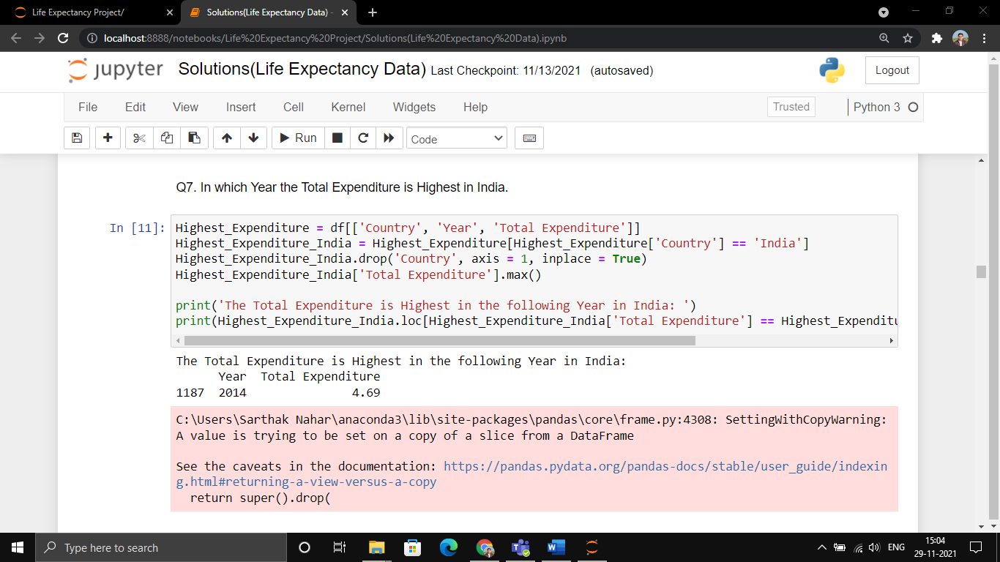 Life Expectancy Project/
Solutions(Life Expectancy Data) -
localhost:8888/notebooks/Life%20Expectancy%20Project/Solutions(Life%20Expectancy%20Data).ipynb
jupyter Solutions(Life Expectancy Data) Last Checkpoint: 11/13/2021 (autosaved)
Logout
File Edit View Insert Cell Kernel Widgets Help
Trusted
Python 3
Run
Code
Q7. In which Year the Total Expenditure is Highest in India.
In [11]:
Highest_Expenditure = df[['Country', 'Year', 'Total Expenditure']]
Highest_Expenditure_India = Highest_Expenditure[Highest_Expenditure['Country'] == 'India']
Highest_Expenditure_India.drop('Country', axis = 1, inplace = True)
Highest_Expenditure_India['Total Expenditure'].max()
print('The Total Expenditure is Highest in the following Year in India: ')
print(Highest_Expenditure_India.loc[Highest_Expenditure_India['Total Expenditure'] == Highest_Expenditu
The Total Expenditure is Highest in the following Year in India:
Year Total Expenditure
1187 2014 4.69
C:\Users\Sarthak Nahar\anaconda3\lib\site-packages\pandas\core\frame.py:4308: SettingWithCopyWarning:
A value is trying to be set on a copy of a slice from a DataFrame
See the caveats in the documentation: https://pandas.pydata.org/pandas-docs/stable/user_guide/indexin
g.html#returning-a-view-versus-a-copy
return super().drop(
Type here to search
ENG
15:04
29-11-2021